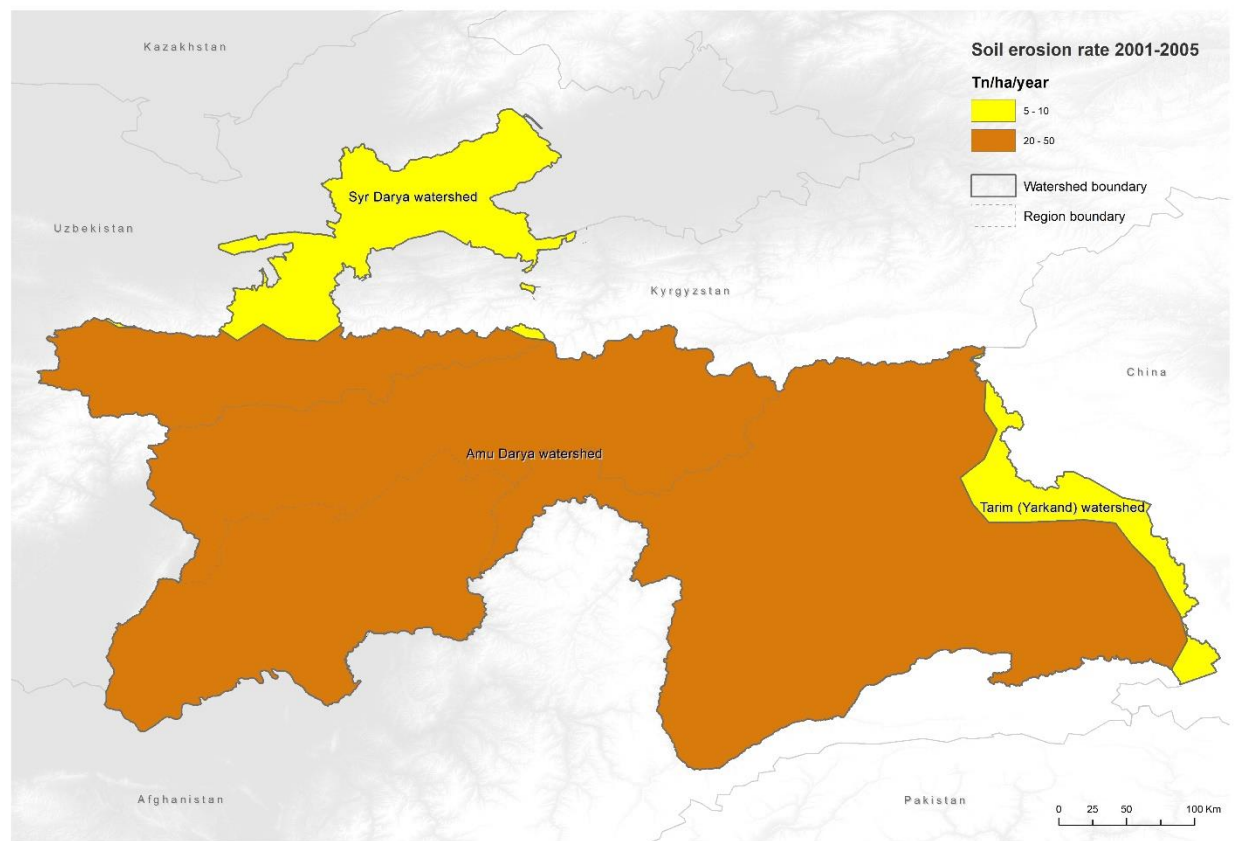 Kazakhstan
Soil erosion rate 2001-2005
Tn/ha/year
5 - 10
20 - 50
Watershed boundary
Region boundary
Syr Darya watershed
Uzbekistan
Kyrgyzstan
China
Amu Darya watershed
Tarim (Yarkand) watershed
Afghanistan
Pakistan
0 25 50 100 Km